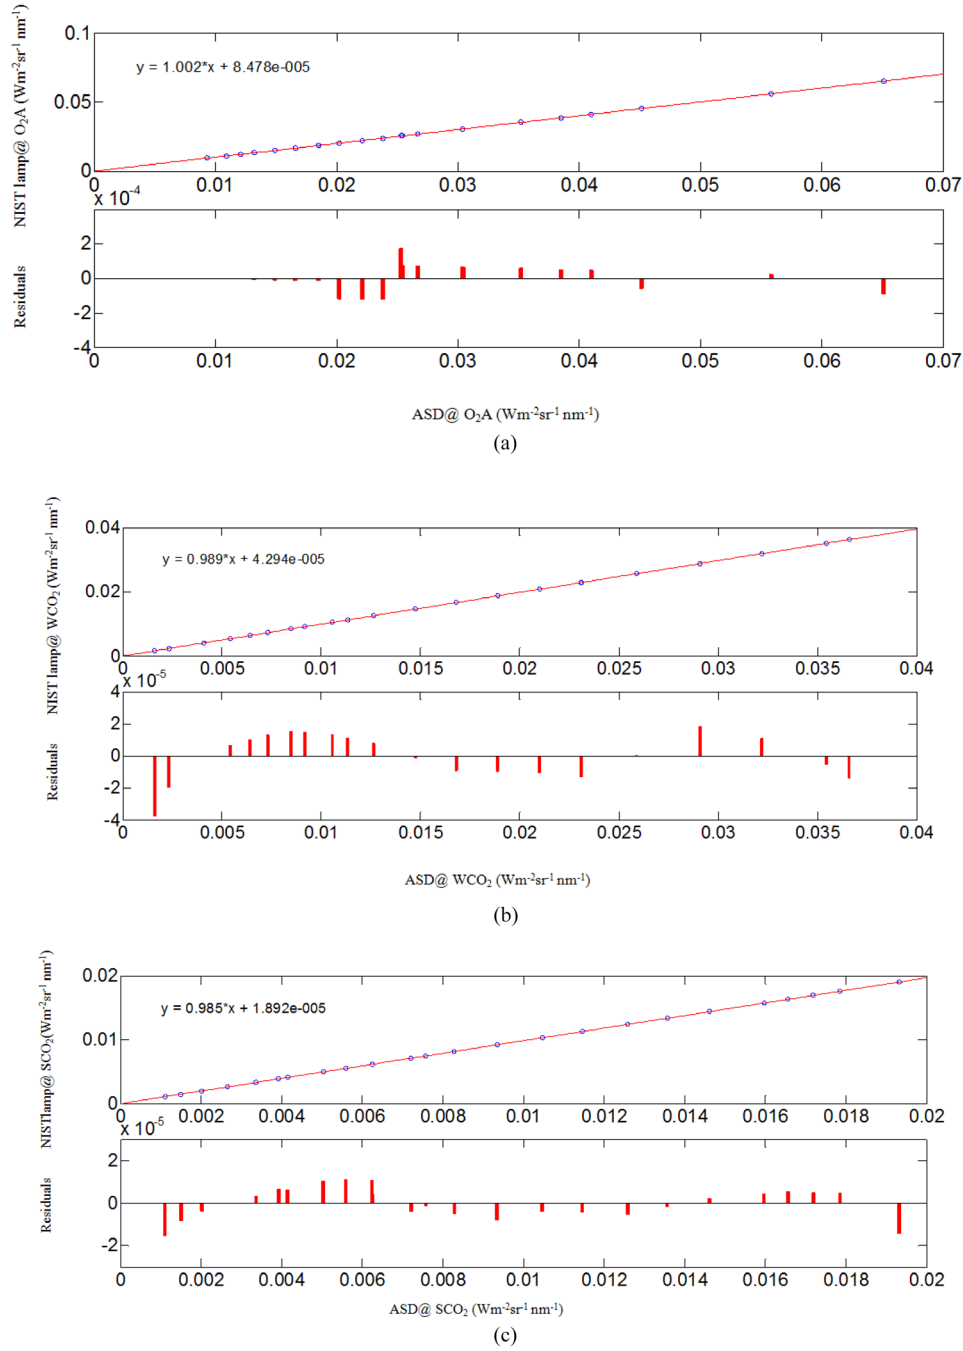 0.1
NIST lamp@ O₂A (Wm⁻²sr⁻¹ nm⁻¹)
y = 1.002*x + 8.478e-005
0.05
0
0 0.01 0.02 0.03 0.04 0.05 0.06 0.07
x 10⁻⁴
Residuals
2
0
-2
-4
0 0.01 0.02 0.03 0.04 0.05 0.06 0.07
ASD@ O₂A (Wm⁻²sr⁻¹ nm⁻¹)
(a)
0.04
NIST lamp@ WCO₂ (Wm⁻²sr⁻¹ nm⁻¹)
y = 0.989*x + 4.294e-005
0.02
0
0 0.005 0.01 0.015 0.02 0.025 0.03 0.035 0.04
x 10⁻⁵
4
Residuals
2
0
-2
-4
0 0.005 0.01 0.015 0.02 0.025 0.03 0.035 0.04
ASD@ WCO₂ (Wm⁻²sr⁻¹ nm⁻¹)
(b)
0.02
NISTlamp@ SCO₂(Wm⁻²sr⁻¹ nm⁻¹)
y = 0.985*x + 1.892e-005
0.01
0
0 0.002 0.004 0.006 0.008 0.01 0.012 0.014 0.016 0.018 0.02
x 10⁻⁵
Residuals
2
0
-2
0 0.002 0.004 0.006 0.008 0.01 0.012 0.014 0.016 0.018 0.02
ASD@ SCO₂ (Wm⁻²sr⁻¹ nm⁻¹)
(c)